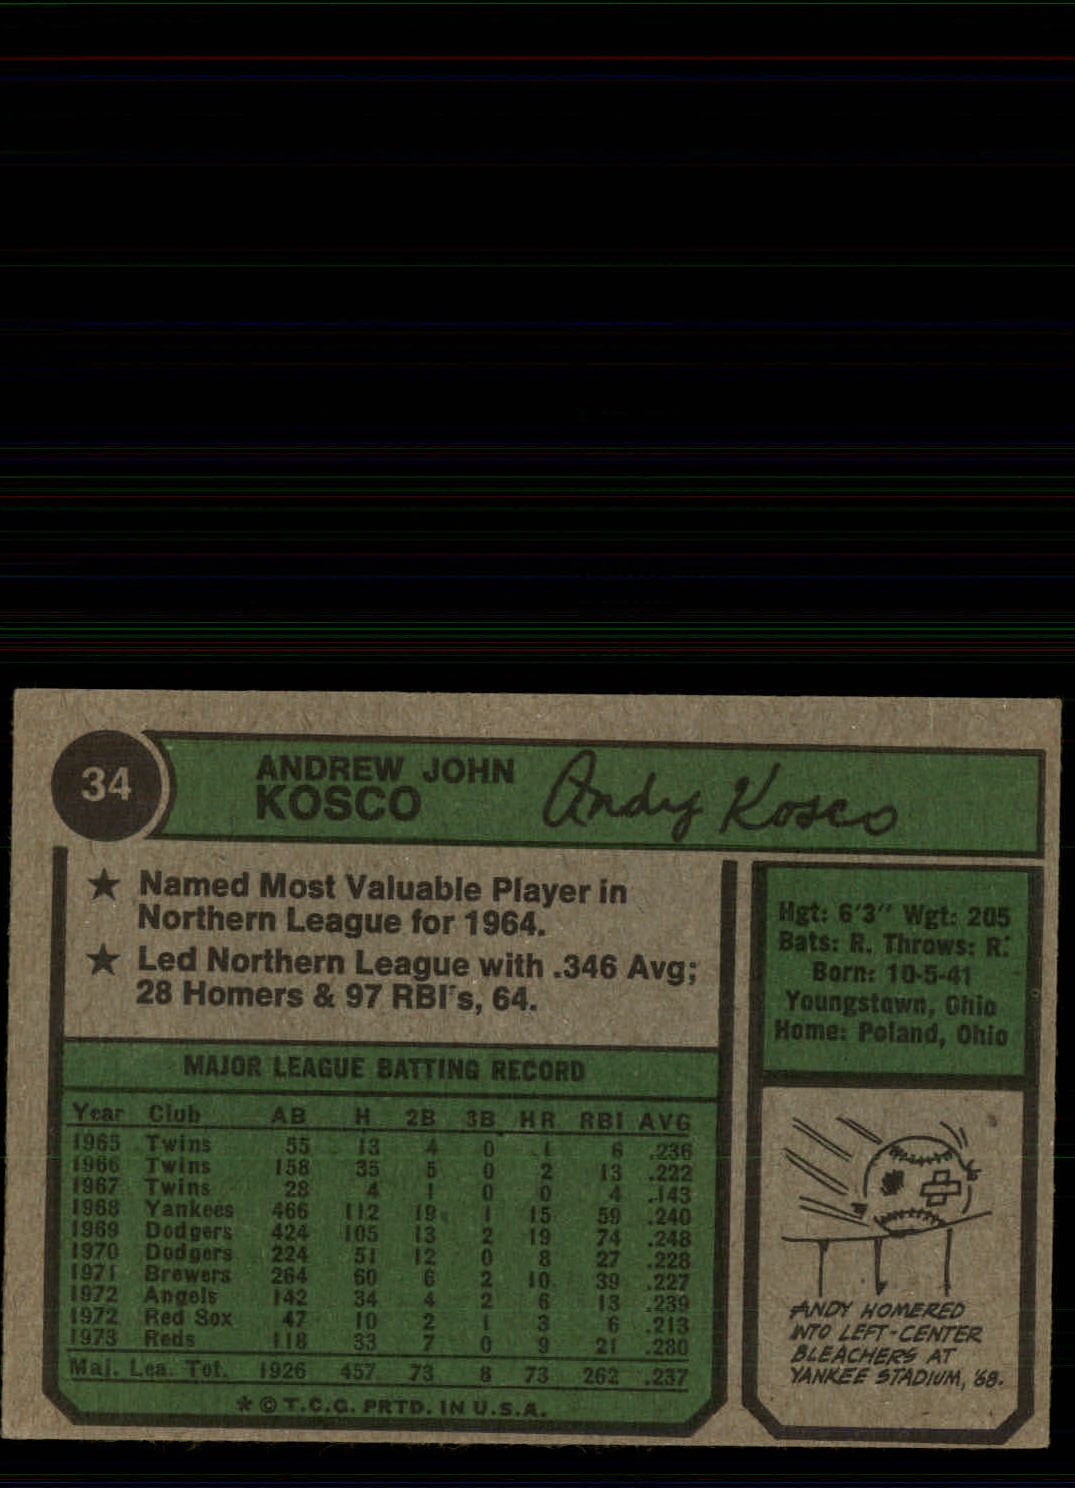 34
ANDREW JOHN
KOSCO
Andy Kosco
★ Named Most Valuable Player in
Northern League for 1964.
★ Led Northern League with .346 Avg;
28 Homers & 97 RBI's, 64.
Hgt: 6'3" Wgt: 205
Bats: R. Throws: R.
Born: 10-5-41
Youngstown, Ohio
Home: Poland, Ohio
MAJOR LEAGUE BATTING RECORD
Year Club AB H 2B 3B HR RBI AVG
1965 Twins 55 13 4 0 1 6 .236
1966 Twins 158 35 5 0 2 13 .222
1967 Twins 28 4 1 0 0 4 .143
1968 Yankees 466 112 19 1 15 59 .240
1969 Dodgers 424 105 13 2 19 74 .248
1970 Dodgers 224 51 12 0 8 27 .228
1971 Brewers 264 60 6 2 10 39 .227
1972 Angels 142 34 4 2 6 13 .239
1972 Red Sox 47 10 2 1 3 6 .213
1973 Reds 118 33 7 0 9 21 .280
Maj. Lea. Tot. 1926 457 73 8 73 262 .237
★ © T.C.G. PRTD. IN U.S.A.
ANDY HOMERED
INTO LEFT-CENTER
BLEACHERS AT
YANKEE STADIUM, '68.